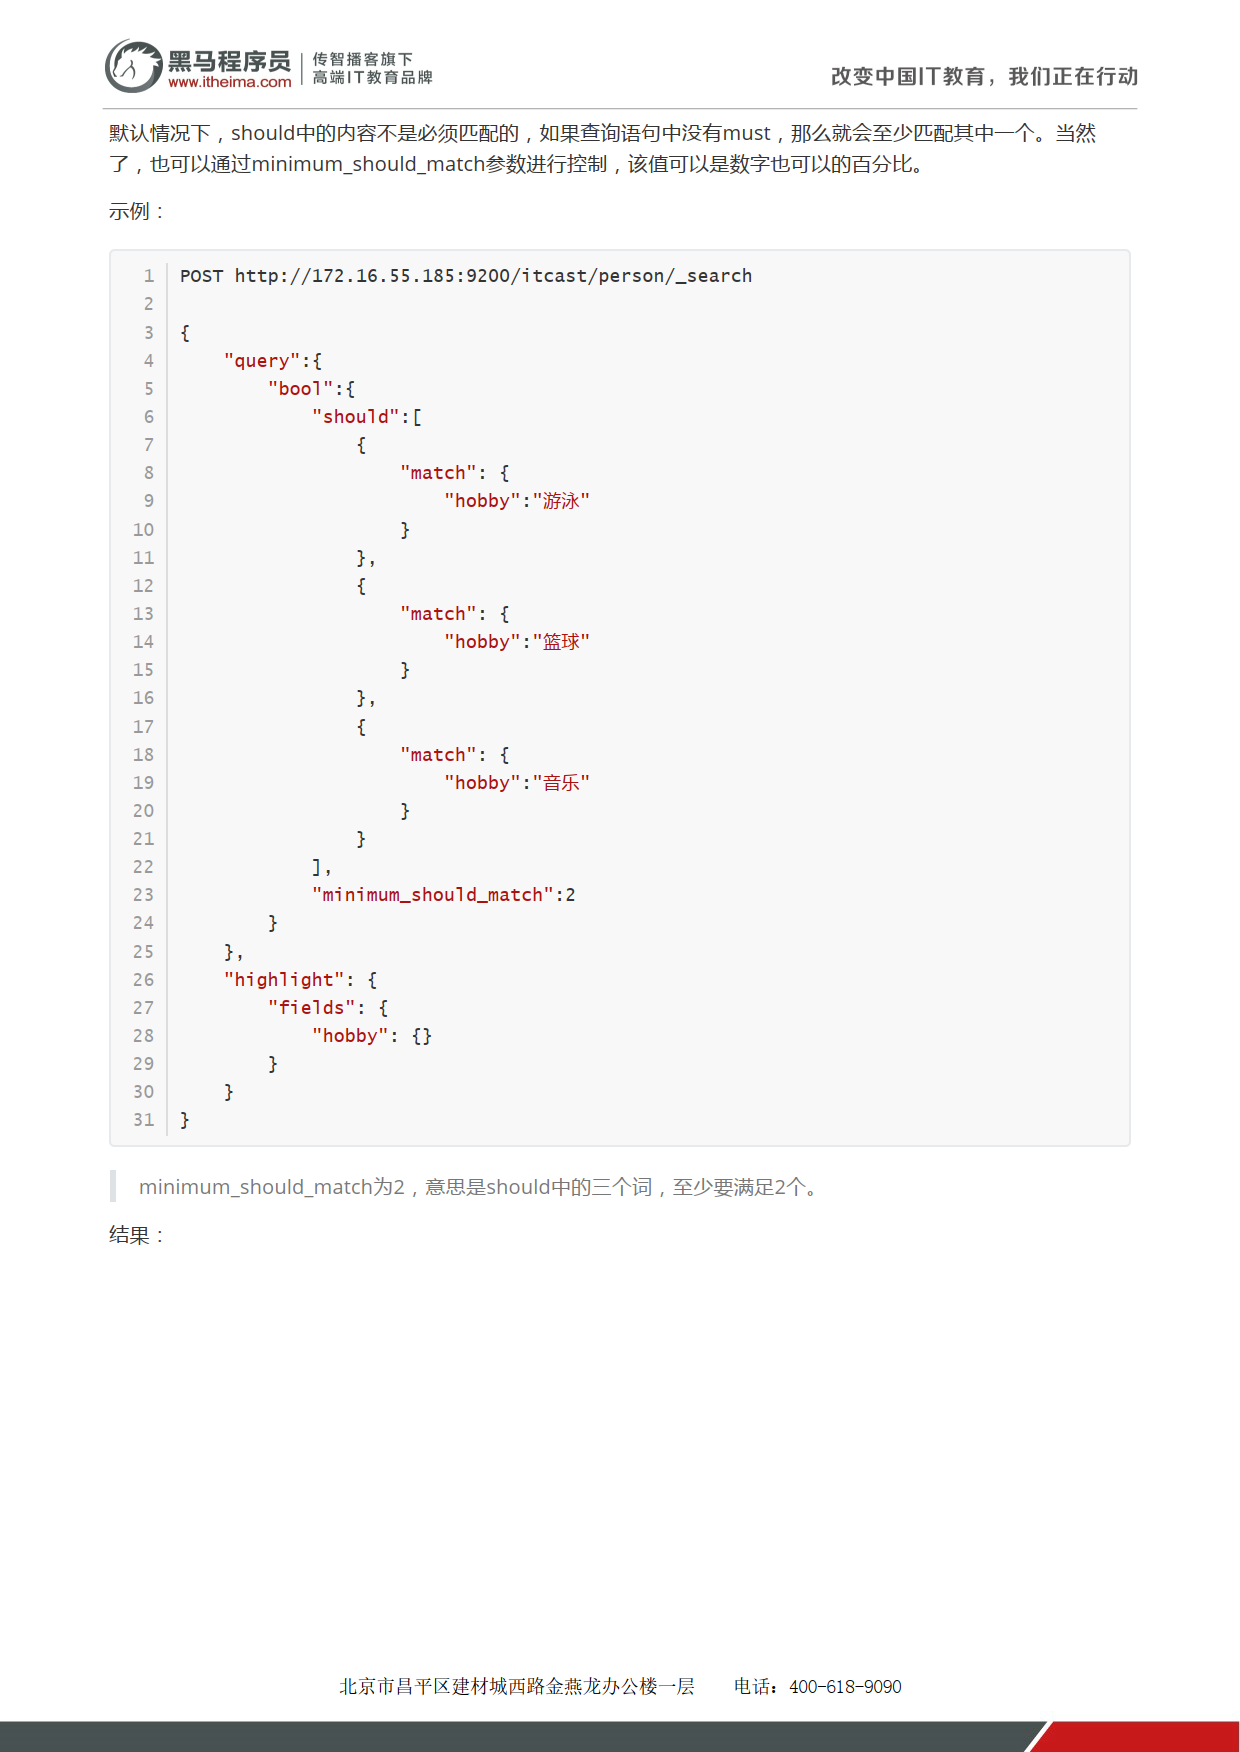 黑马程序员
www.itheima.com
传智播客旗下
高端IT教育品牌
改变中国IT教育，我们正在行动
默认情况下，should中的内容不是必须匹配的，如果查询语句中没有must，那么就会至少匹配其中一个。当然
了，也可以通过minimum_should_match参数进行控制，该值可以是数字也可以的百分比。
示例：
1 POST http://172.16.55.185:9200/itcast/person/_search
2
3 {
4     "query":{
5         "bool":{
6             "should":[
7                 {
8                     "match": {
9                         "hobby":"游泳"
10                     }
11                 },
12                 {
13                     "match": {
14                         "hobby":"篮球"
15                     }
16                 },
17                 {
18                     "match": {
19                         "hobby":"音乐"
20                     }
21                 }
22             ],
23             "minimum_should_match":2
24         }
25     },
26     "highlight": {
27         "fields": {
28             "hobby": {}
29         }
30     }
31 }
minimum_should_match为2，意思是should中的三个词，至少要满足2个。
结果：
北京市昌平区建材城西路金燕龙办公楼一层 电话：400-618-9090